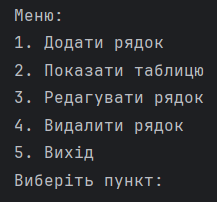 Меню:
1. Додати рядок
2. Показати таблицю
3. Редагувати рядок
4. Видалити рядок
5. Вихід
Виберіть пункт: